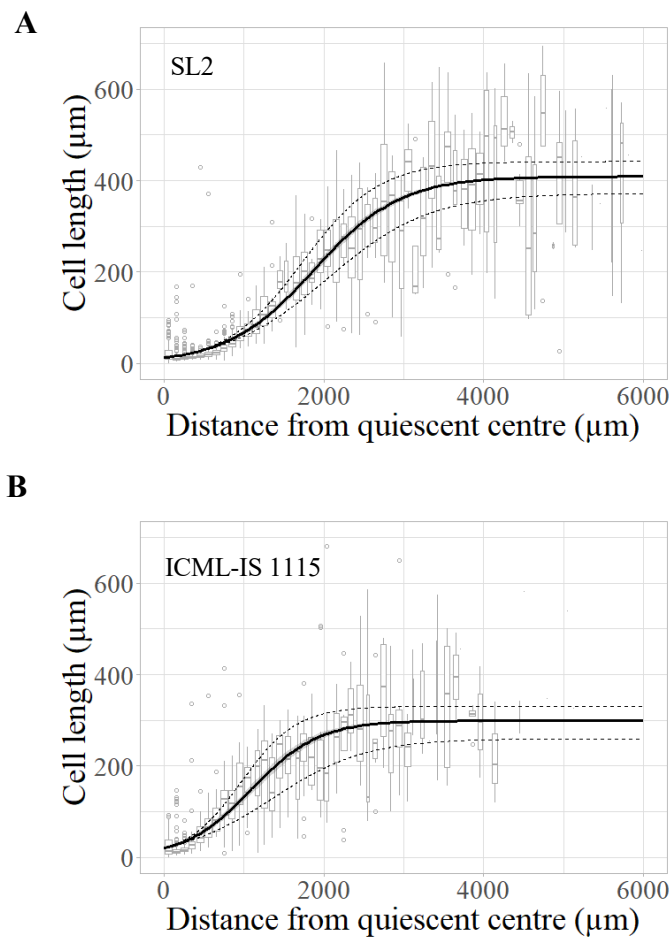 A
SL2
600
400
200
0
Cell length (µm)
0 2000 4000 6000
Distance from quiescent centre (µm)
B
ICML-IS 1115
600
400
200
0
Cell length (µm)
0 2000 4000 6000
Distance from quiescent centre (µm)